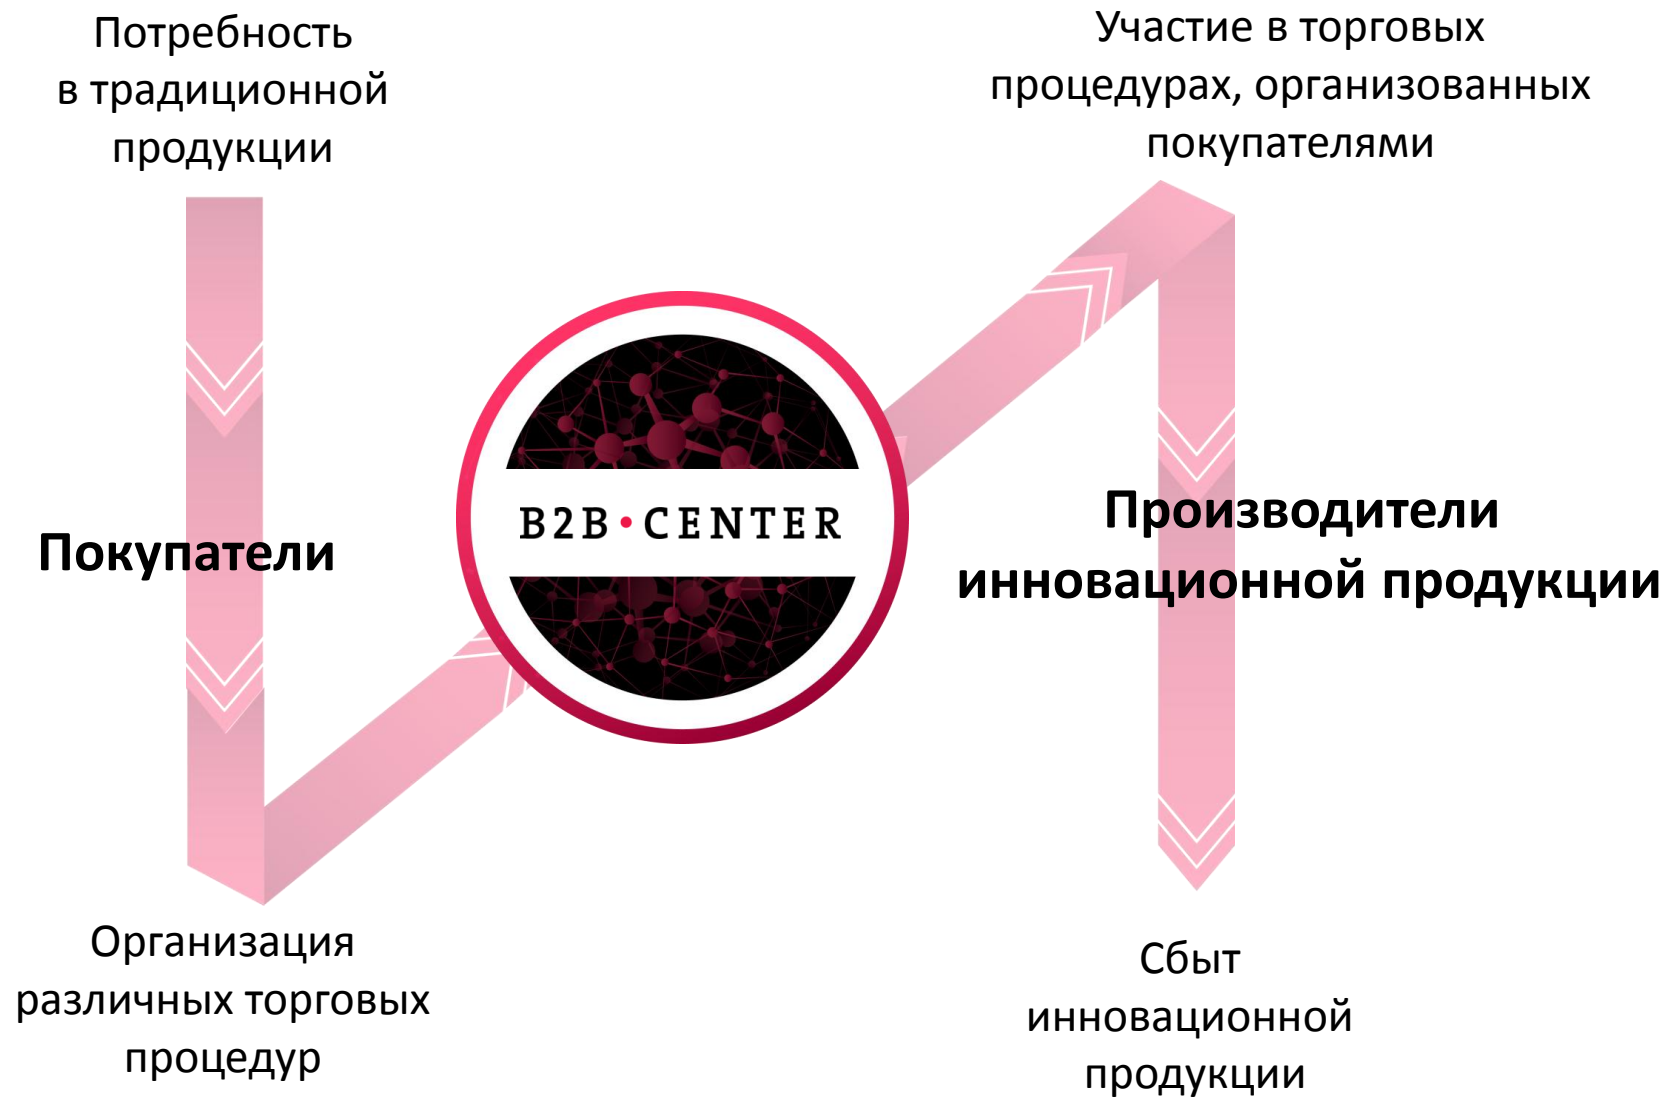 Потребность
в традиционной
продукции
Покупатели
Организация
различных торговых
процедур
B2B•CENTER
Участие в торговых
процедурах, организованных
покупателями
Производители
инновационной продукции
Сбыт
инновационной
продукции